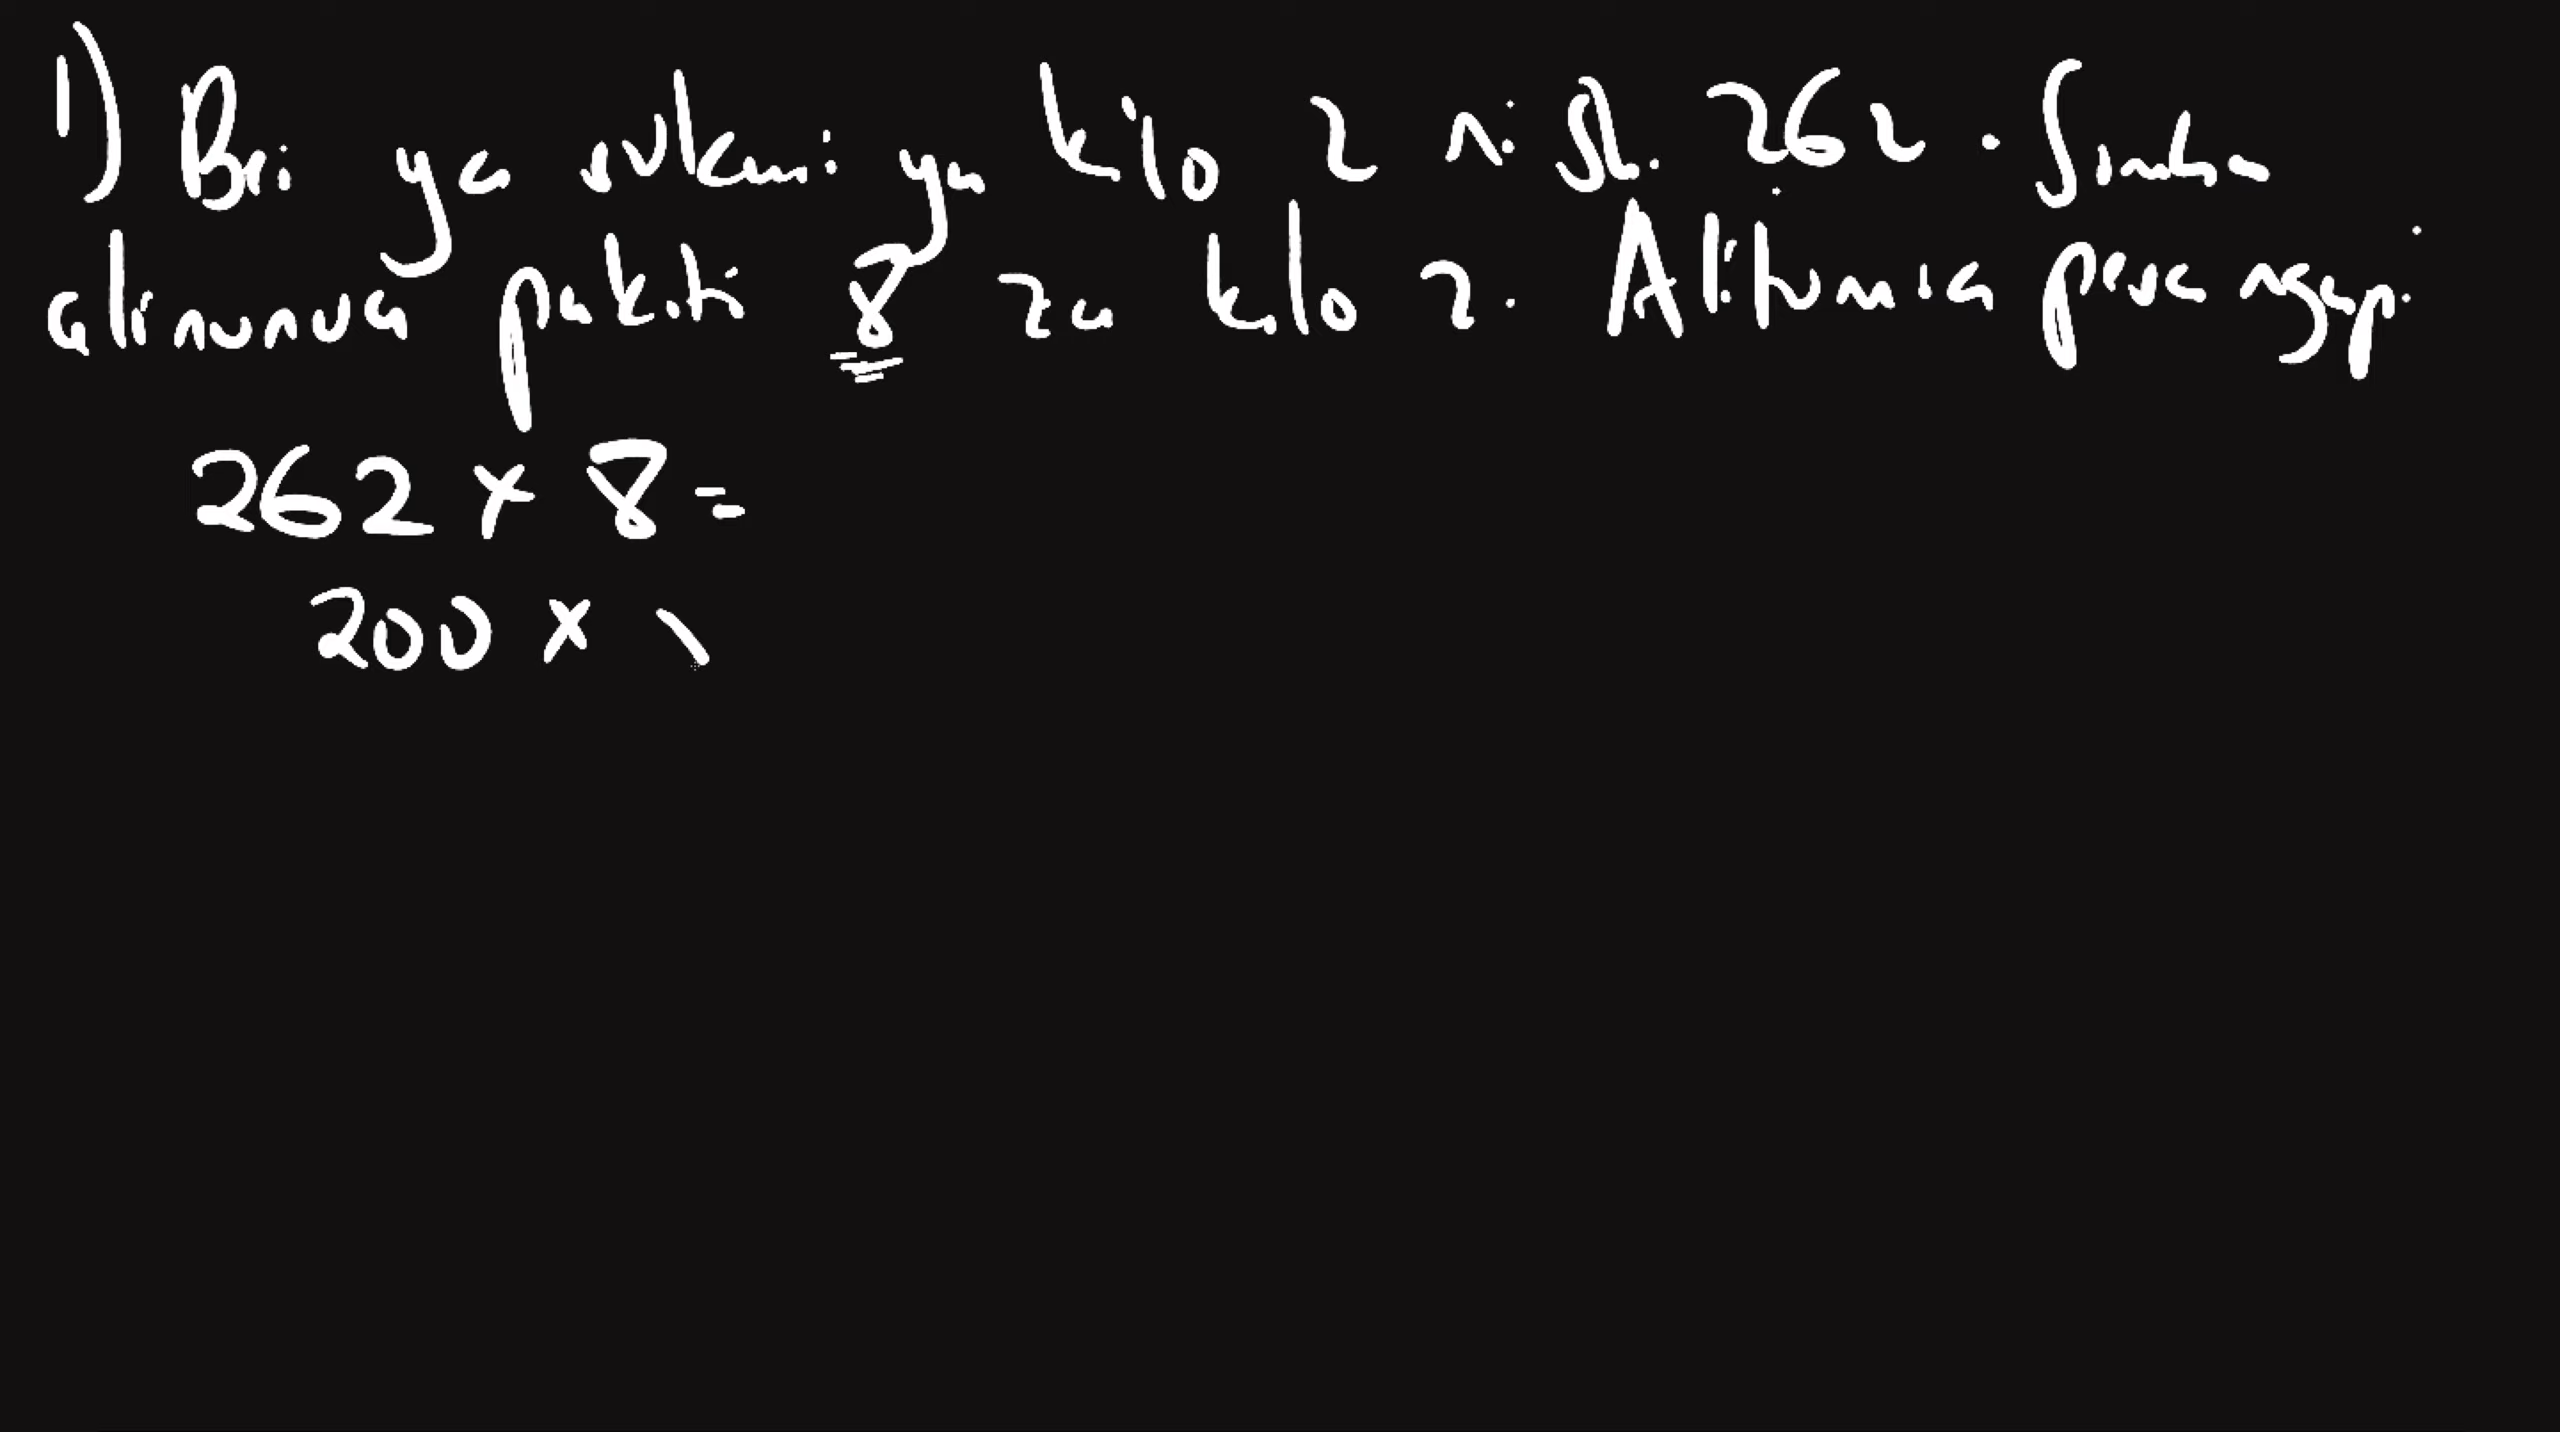 1) Bei ya sukari ya kilo 2 ni sh. 262. Simba
alinunua pakiti 8 za kilo 2. Alitumia pesa ngapi
262 x 8 =
200 x